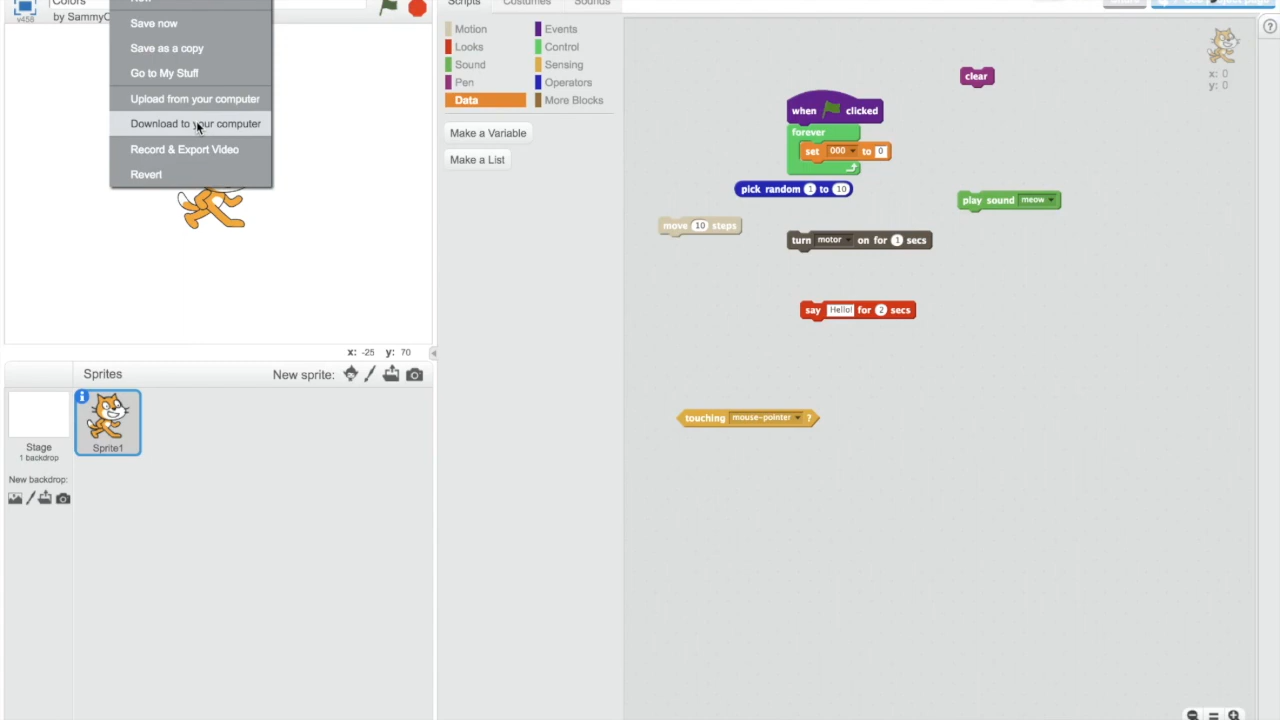 Colors
by SammyC
v458
Save now
Save as a copy
Go to My Stuff
Upload from your computer
Download to your computer
Record & Export Video
Revert
x: -25 y: 70
Sprites
New sprite:
Stage
1 backdrop
New backdrop:
Sprite1
Scripts Costumes Sounds
Motion Events
Looks Control
Sound Sensing
Pen Operators
Data More Blocks
Make a Variable
Make a List
clear
when clicked
forever
set 000 to 0
pick random 1 to 10
play sound meow
move 10 steps
turn motor on for 1 secs
say Hello! for 2 secs
touching mouse-pointer ?
x: 0
y: 0
?